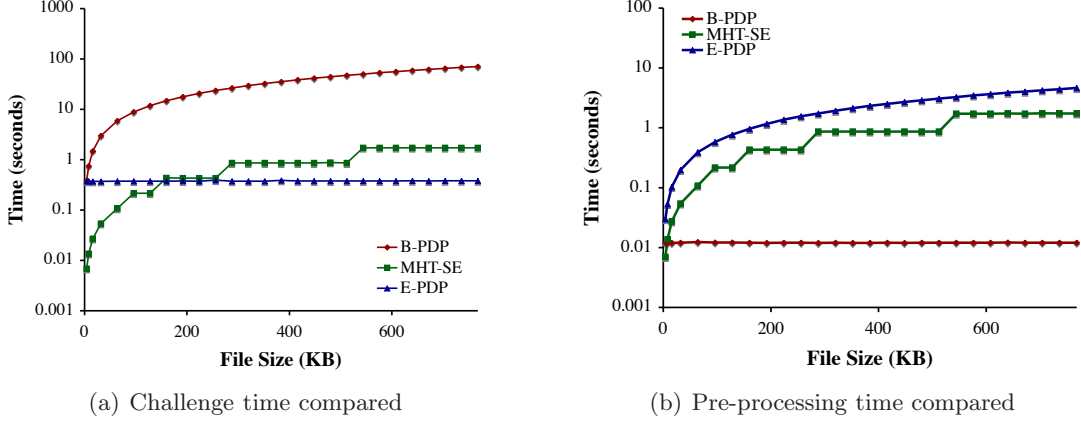 1000
100
10
1
0.1
0.01
0.001
Time (seconds)
0
200
400
600
File Size (KB)
B-PDP
MHT-SE
E-PDP
(a) Challenge time compared
100
10
1
0.1
0.01
0.001
Time (seconds)
0
200
400
600
File Size (KB)
B-PDP
MHT-SE
E-PDP
(b) Pre-processing time compared